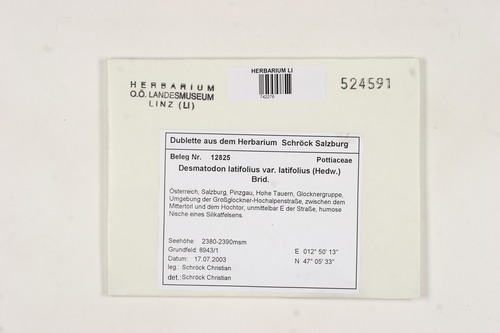 HERBARIUM LI
742276
HERBARIUM
O.Ö. LANDESMUSEUM
LINZ (LI)
524591
Dublette aus dem Herbarium Schröck Salzburg
Beleg Nr. 12825 Pottiaceae
Desmatodon latifolius var. latifolius (Hedw.)
Brid.
Österreich, Salzburg, Pinzgau, Hohe Tauern, Glocknergruppe,
Umgebung der Großglockner-Hochalpenstraße, zwischen dem
Mittertörl und dem Hochtor, unmittelbar E der Straße, humose
Nische eines Silikatfelsens.
Seehöhe: 2380-2390msm
Grundfeld: 8943/1 E 012° 50' 13"
Datum: 17.07.2003 N 47° 05' 33"
leg.: Schröck Christian
det.: Schröck Christian